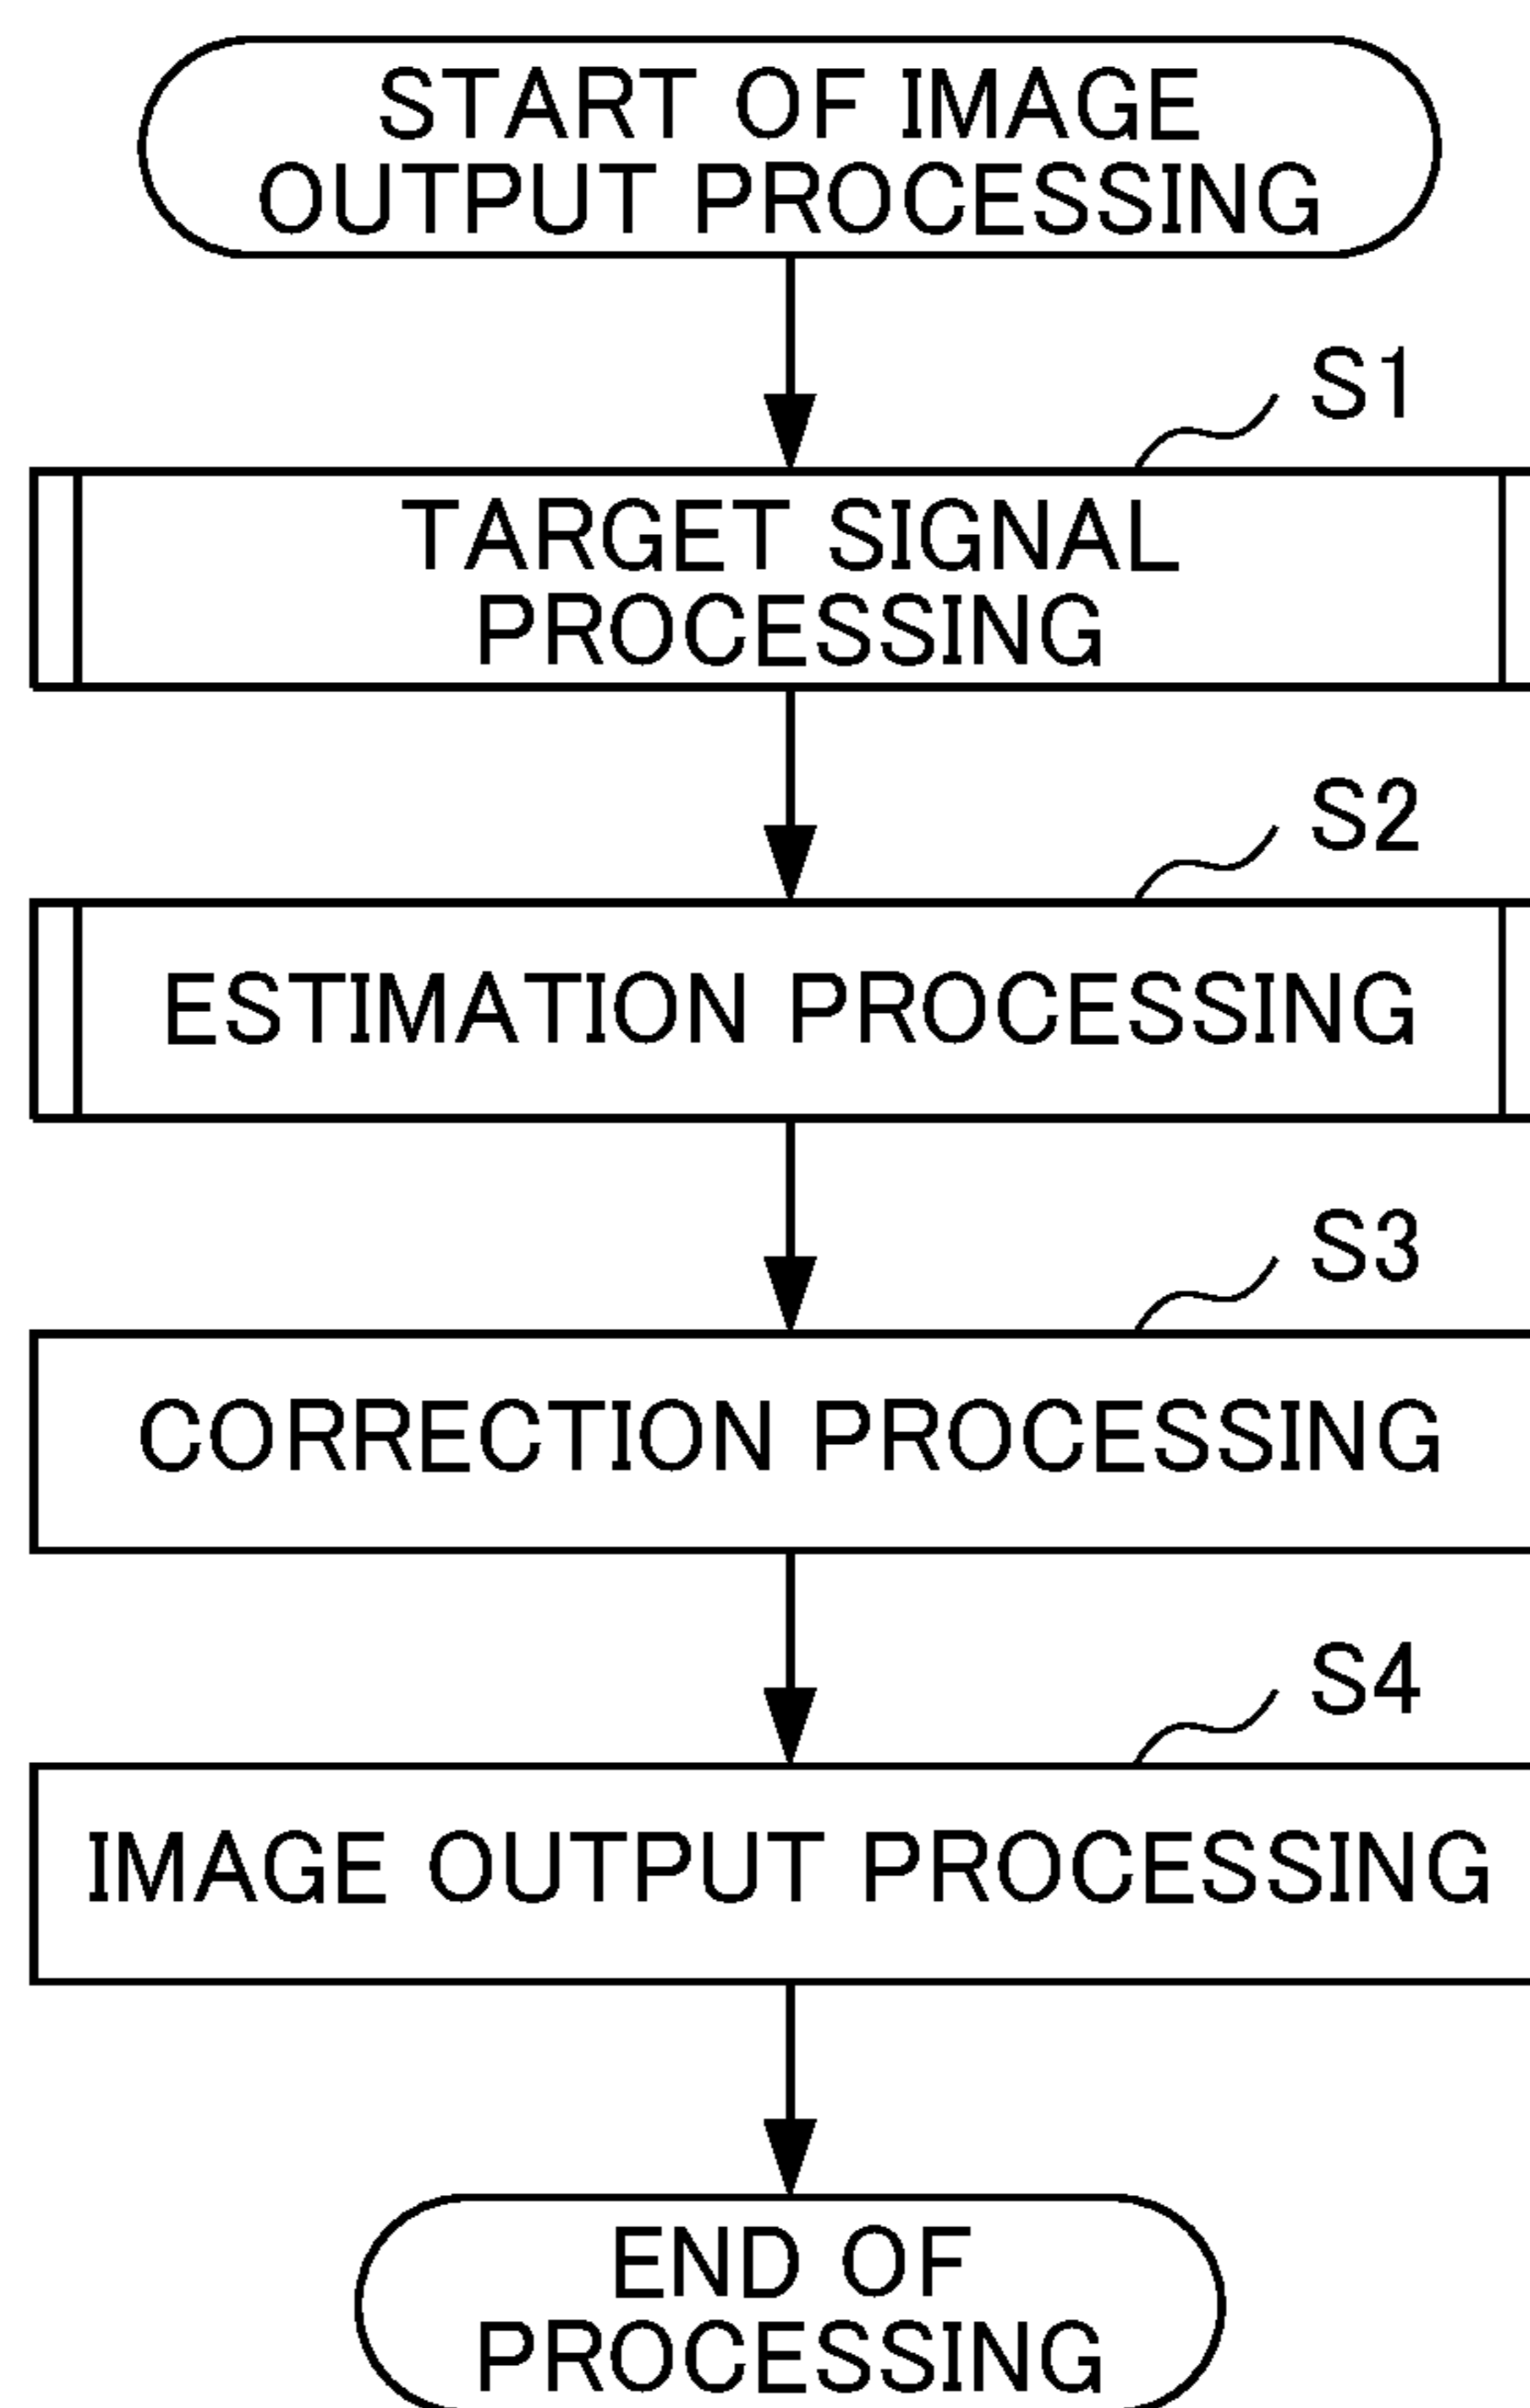 START OF IMAGE
OUTPUT PROCESSING
S1
TARGET SIGNAL
PROCESSING
S2
ESTIMATION PROCESSING
S3
CORRECTION PROCESSING
S4
IMAGE OUTPUT PROCESSING
END OF
PROCESSING